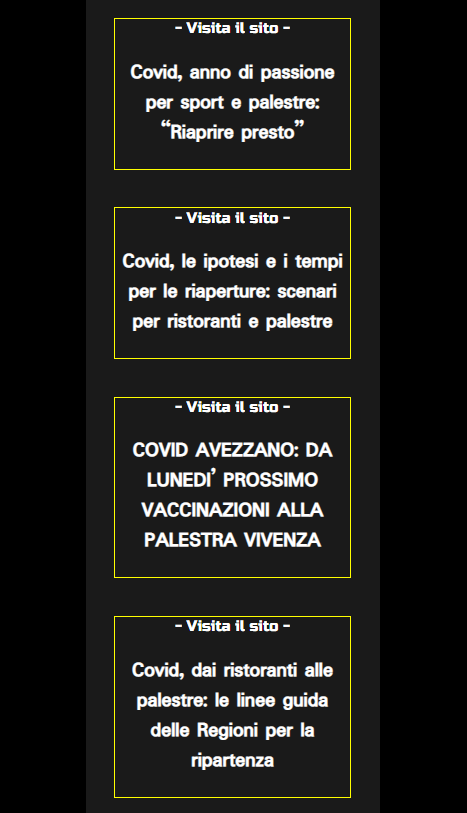 - Visita il sito -
Covid, anno di passione
per sport e palestre:
“Riaprire presto”
- Visita il sito -
Covid, le ipotesi e i tempi
per le riaperture: scenari
per ristoranti e palestre
- Visita il sito -
COVID AVEZZANO: DA
LUNEDI’ PROSSIMO
VACCINAZIONI ALLA
PALESTRA VIVENZA
- Visita il sito -
Covid, dai ristoranti alle
palestre: le linee guida
delle Regioni per la
ripartenza